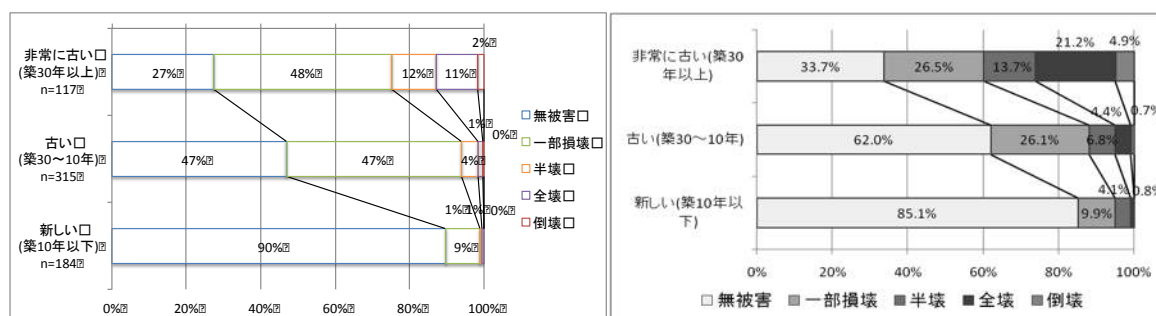 非常に古い
(築30年以上)
n=117
27%
48%
12%
11%
2%
古い
(築30～10年)
n=315
47%
47%
4%
1%
0%
新しい
(築10年以下)
n=184
90%
9%
1%
1%
0%
0%
20%
40%
60%
80%
100%
無被害
一部損壊
半壊
全壊
倒壊
非常に古い(築30
年以上)
33.7%
26.5%
13.7%
21.2%
4.9%
古い(築30～10年)
62.0%
26.1%
6.8%
4.4%
0.7%
新しい(築10年以
下)
85.1%
9.9%
4.1%
0.8%
0%
20%
40%
60%
80%
100%
無被害
一部損壊
半壊
全壊
倒壊